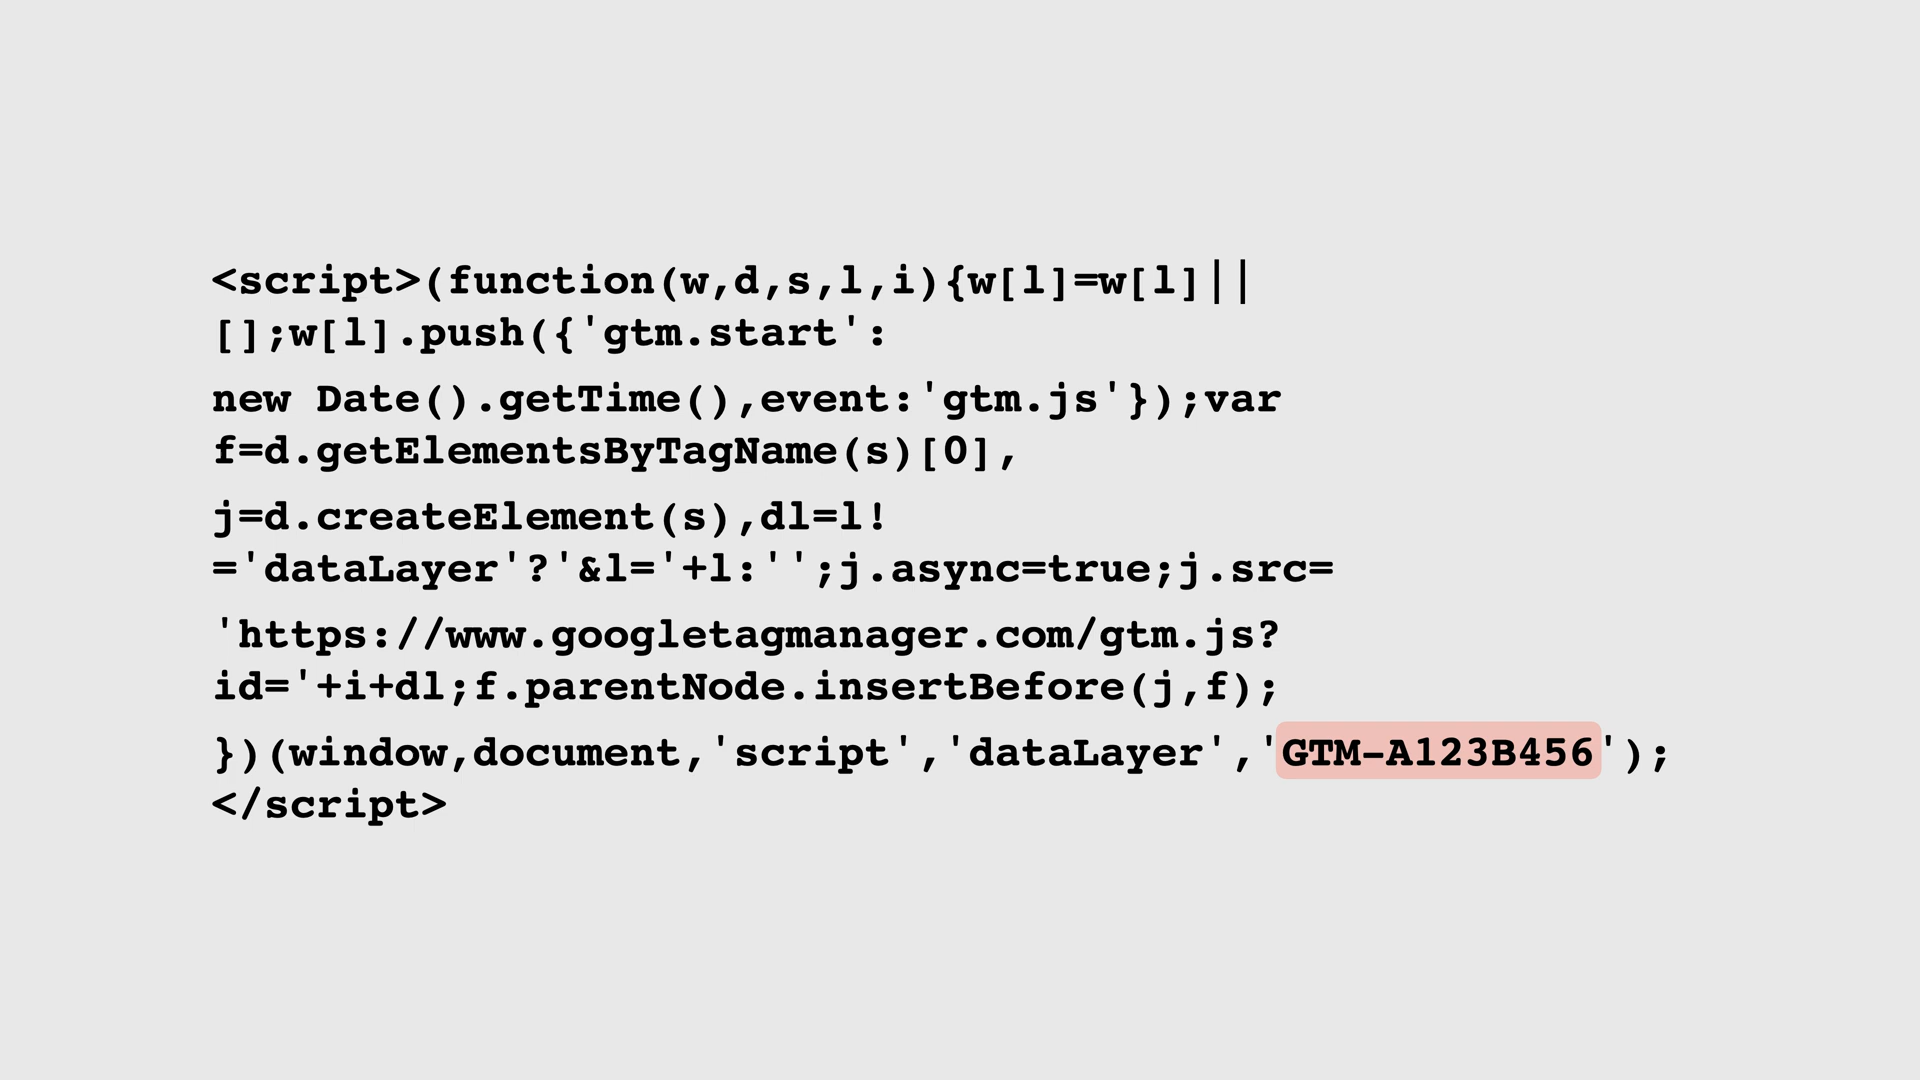 <script>(function(w,d,s,l,i){w[l]=w[l]||
[];w[l].push({'gtm.start':
new Date().getTime(),event:'gtm.js'});var
f=d.getElementsByTagName(s)[0],
j=d.createElement(s),dl=l!
='dataLayer'?'&l='+l:'';j.async=true;j.src=
'https://www.googletagmanager.com/gtm.js?
id='+i+dl;f.parentNode.insertBefore(j,f);
})(window,document,'script','dataLayer','GTM-A123B456');
</script>